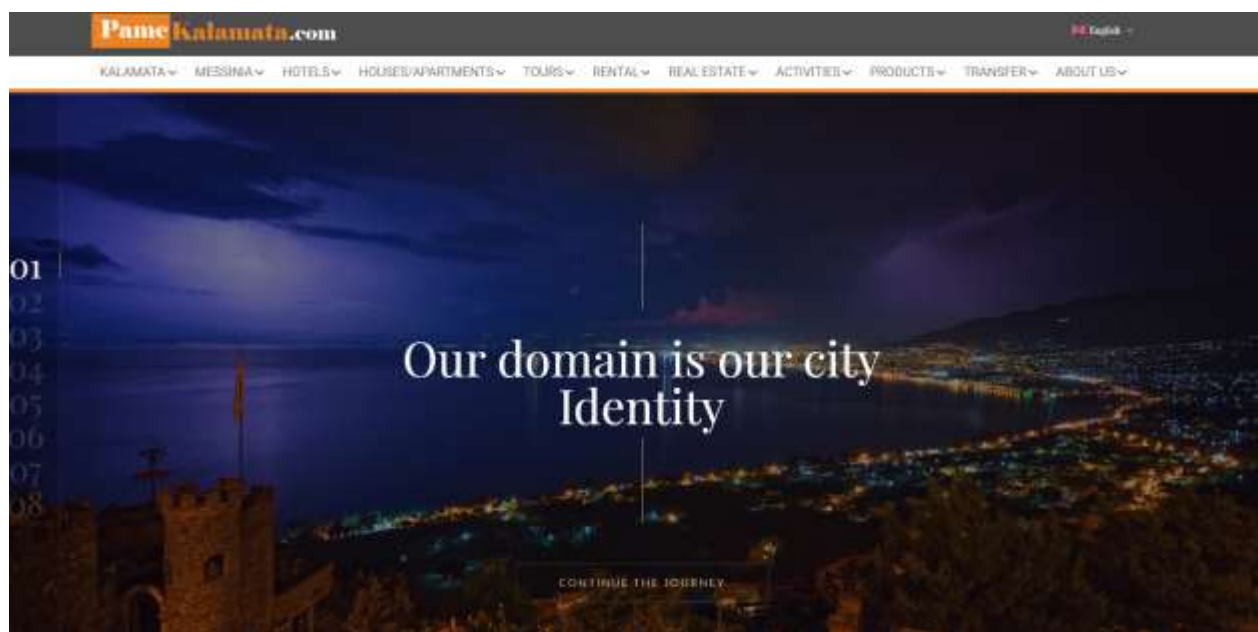 PameKalamata.com
English
KALAMATA MESSINIA HOTELS HOUSES/APARTMENTS TOURS RENTAL REAL ESTATE ACTIVITIES PRODUCTS TRANSFER ABOUT US
01
02
03
04
05
06
07
08
Our domain is our city
Identity
CONTINUE THE JOURNEY